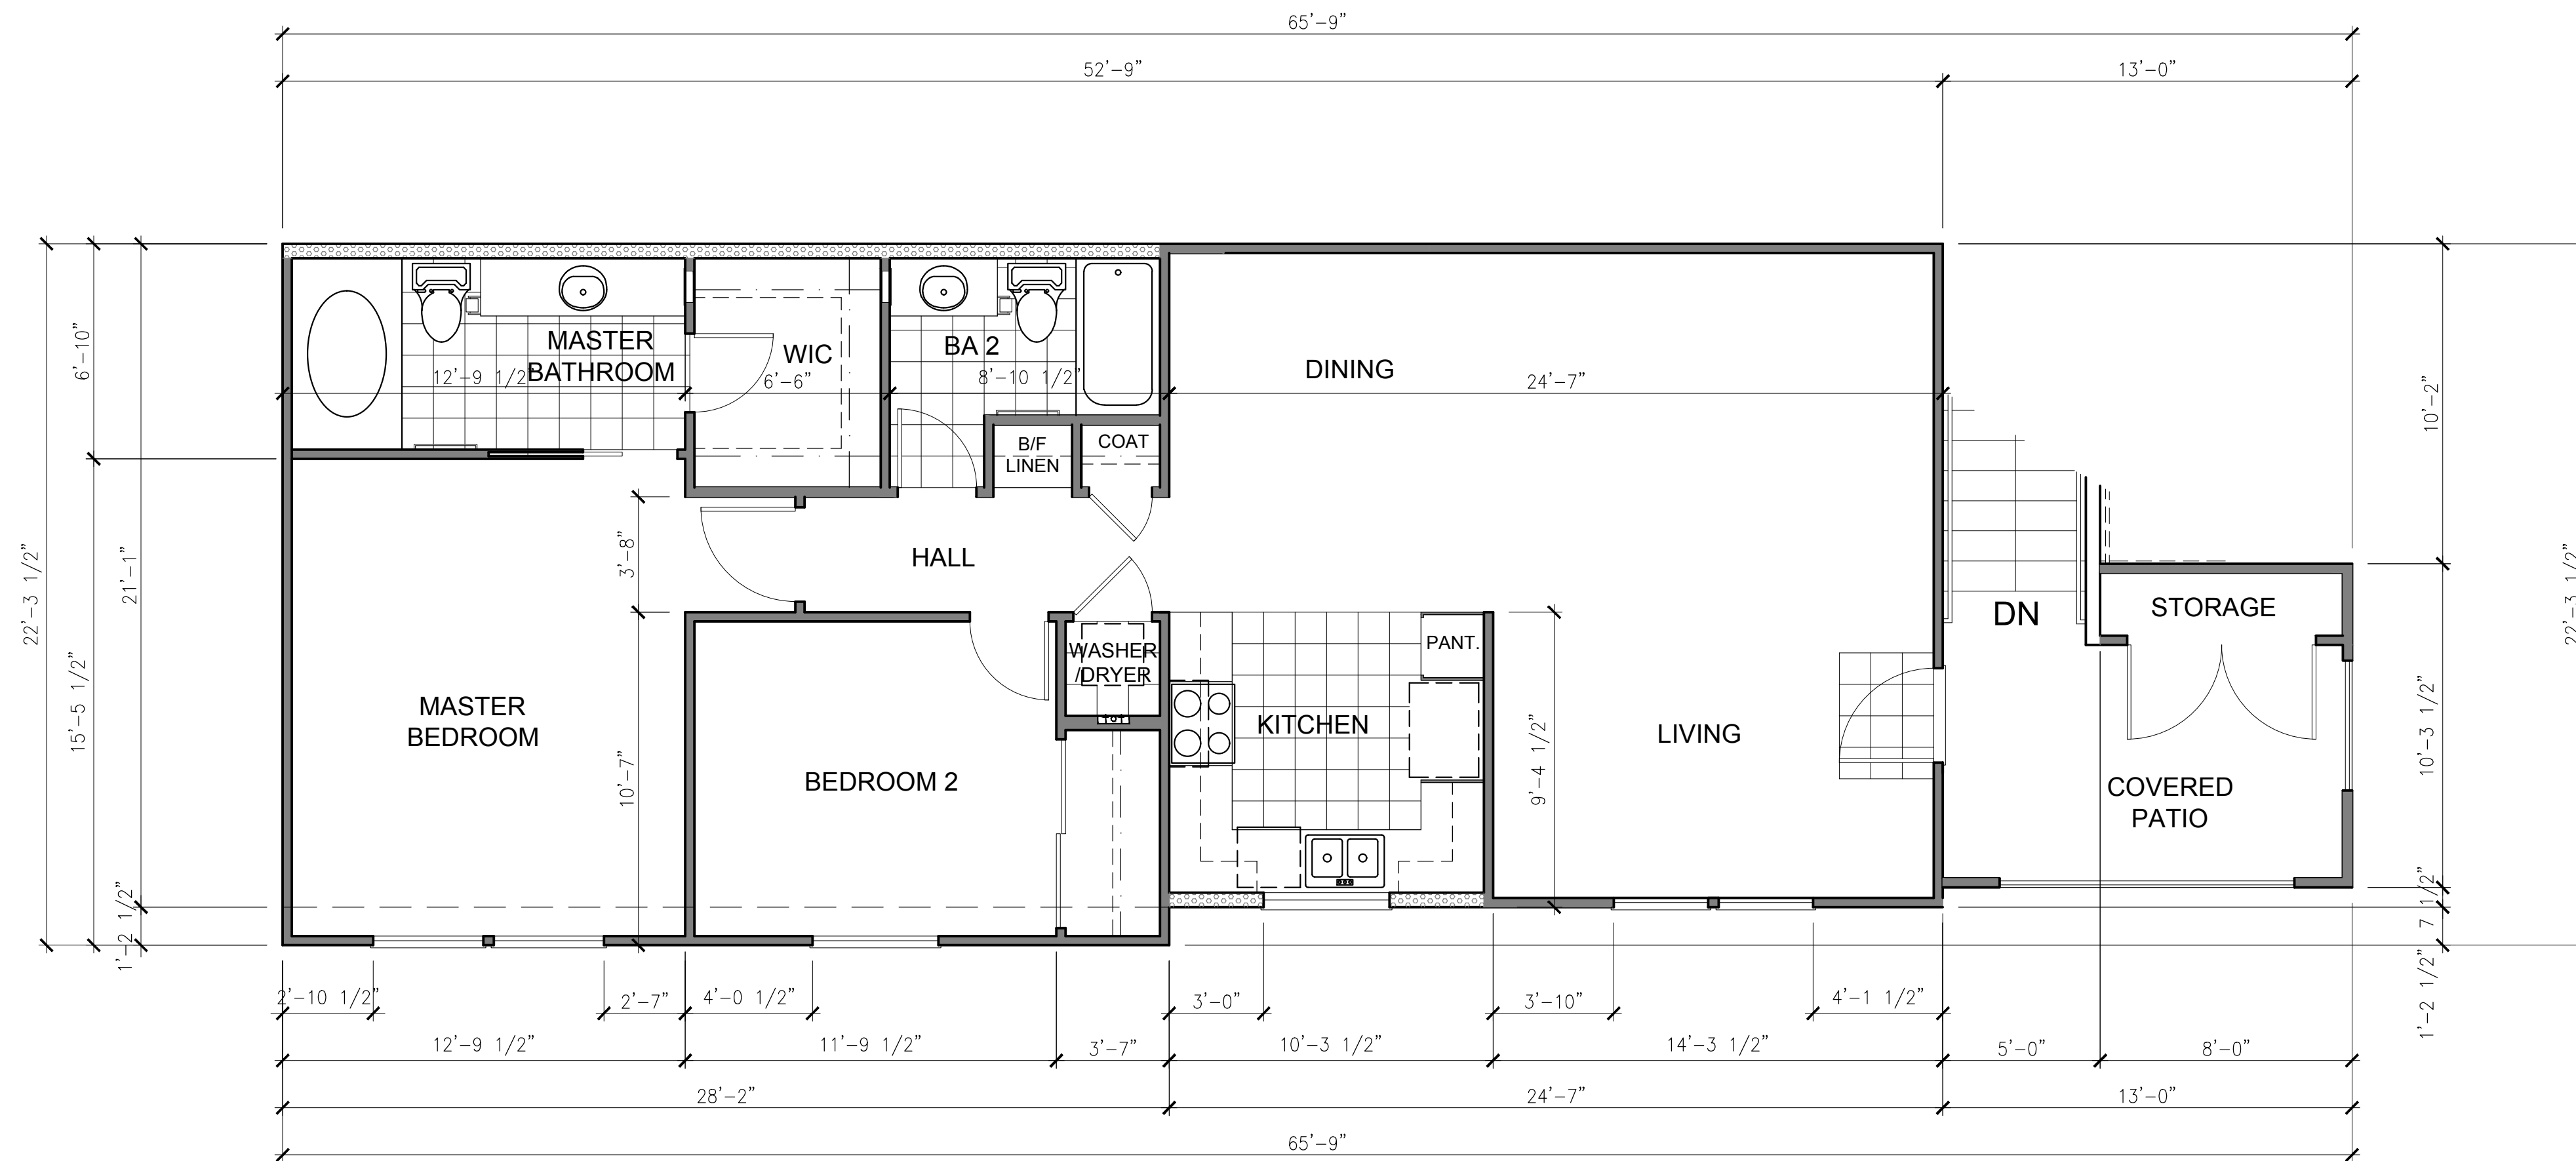 65'-9"
52'-9"
13'-0"
MASTER
BATHROOM
WIC
BA 2
DINING
12'-9 1/2"
6'-6"
8'-10 1/2"
24'-7"
6'-10"
10'-2"
B/F
LINEN
COAT
22'-3 1/2"
21'-1"
3'-8"
HALL
22'-3 1/2"
DN
STORAGE
WASHER
/DRYER
PANT.
15'-5 1/2"
MASTER
BEDROOM
10'-7"
BEDROOM 2
KITCHEN
9'-4 1/2"
LIVING
COVERED
PATIO
10'-3 1/2"
1'-2 1/2"
7 1/2"
1'-2 1/2"
2'-10 1/2"
2'-7"
4'-0 1/2"
3'-0"
3'-10"
4'-1 1/2"
12'-9 1/2"
11'-9 1/2"
3'-7"
10'-3 1/2"
14'-3 1/2"
5'-0"
8'-0"
28'-2"
24'-7"
13'-0"
65'-9"